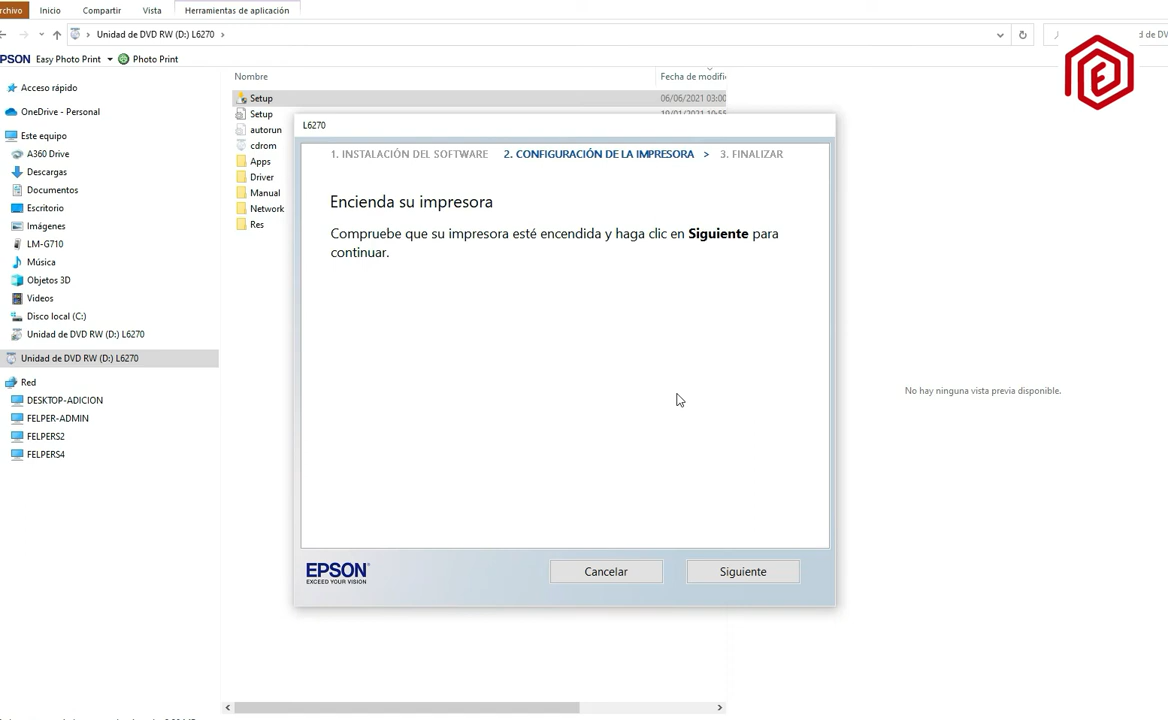 Archivo Inicio Compartir Vista Herramientas de aplicación
Unidad de DVD RW (D:) L6270
d de DV
EPSON Easy Photo Print Photo Print
Nombre Fecha de modifi
Acceso rápido
OneDrive - Personal
Este equipo
A360 Drive
Descargas
Documentos
Escritorio
Imágenes
LM-G710
Música
Objetos 3D
Videos
Disco local (C:)
Unidad de DVD RW (D:) L6270
Unidad de DVD RW (D:) L6270
Red
DESKTOP-ADICION
FELPER-ADMIN
FELPERS2
FELPERS4
Setup 06/06/2021 03:00
Setup
autorun
cdrom
Apps
Driver
Manual
Network
Res
L6270
1. INSTALACIÓN DEL SOFTWARE 2. CONFIGURACIÓN DE LA IMPRESORA > 3. FINALIZAR
Encienda su impresora
Compruebe que su impresora esté encendida y haga clic en Siguiente para
continuar.
EPSON
EXCEED YOUR VISION
Cancelar Siguiente
No hay ninguna vista previa disponible.